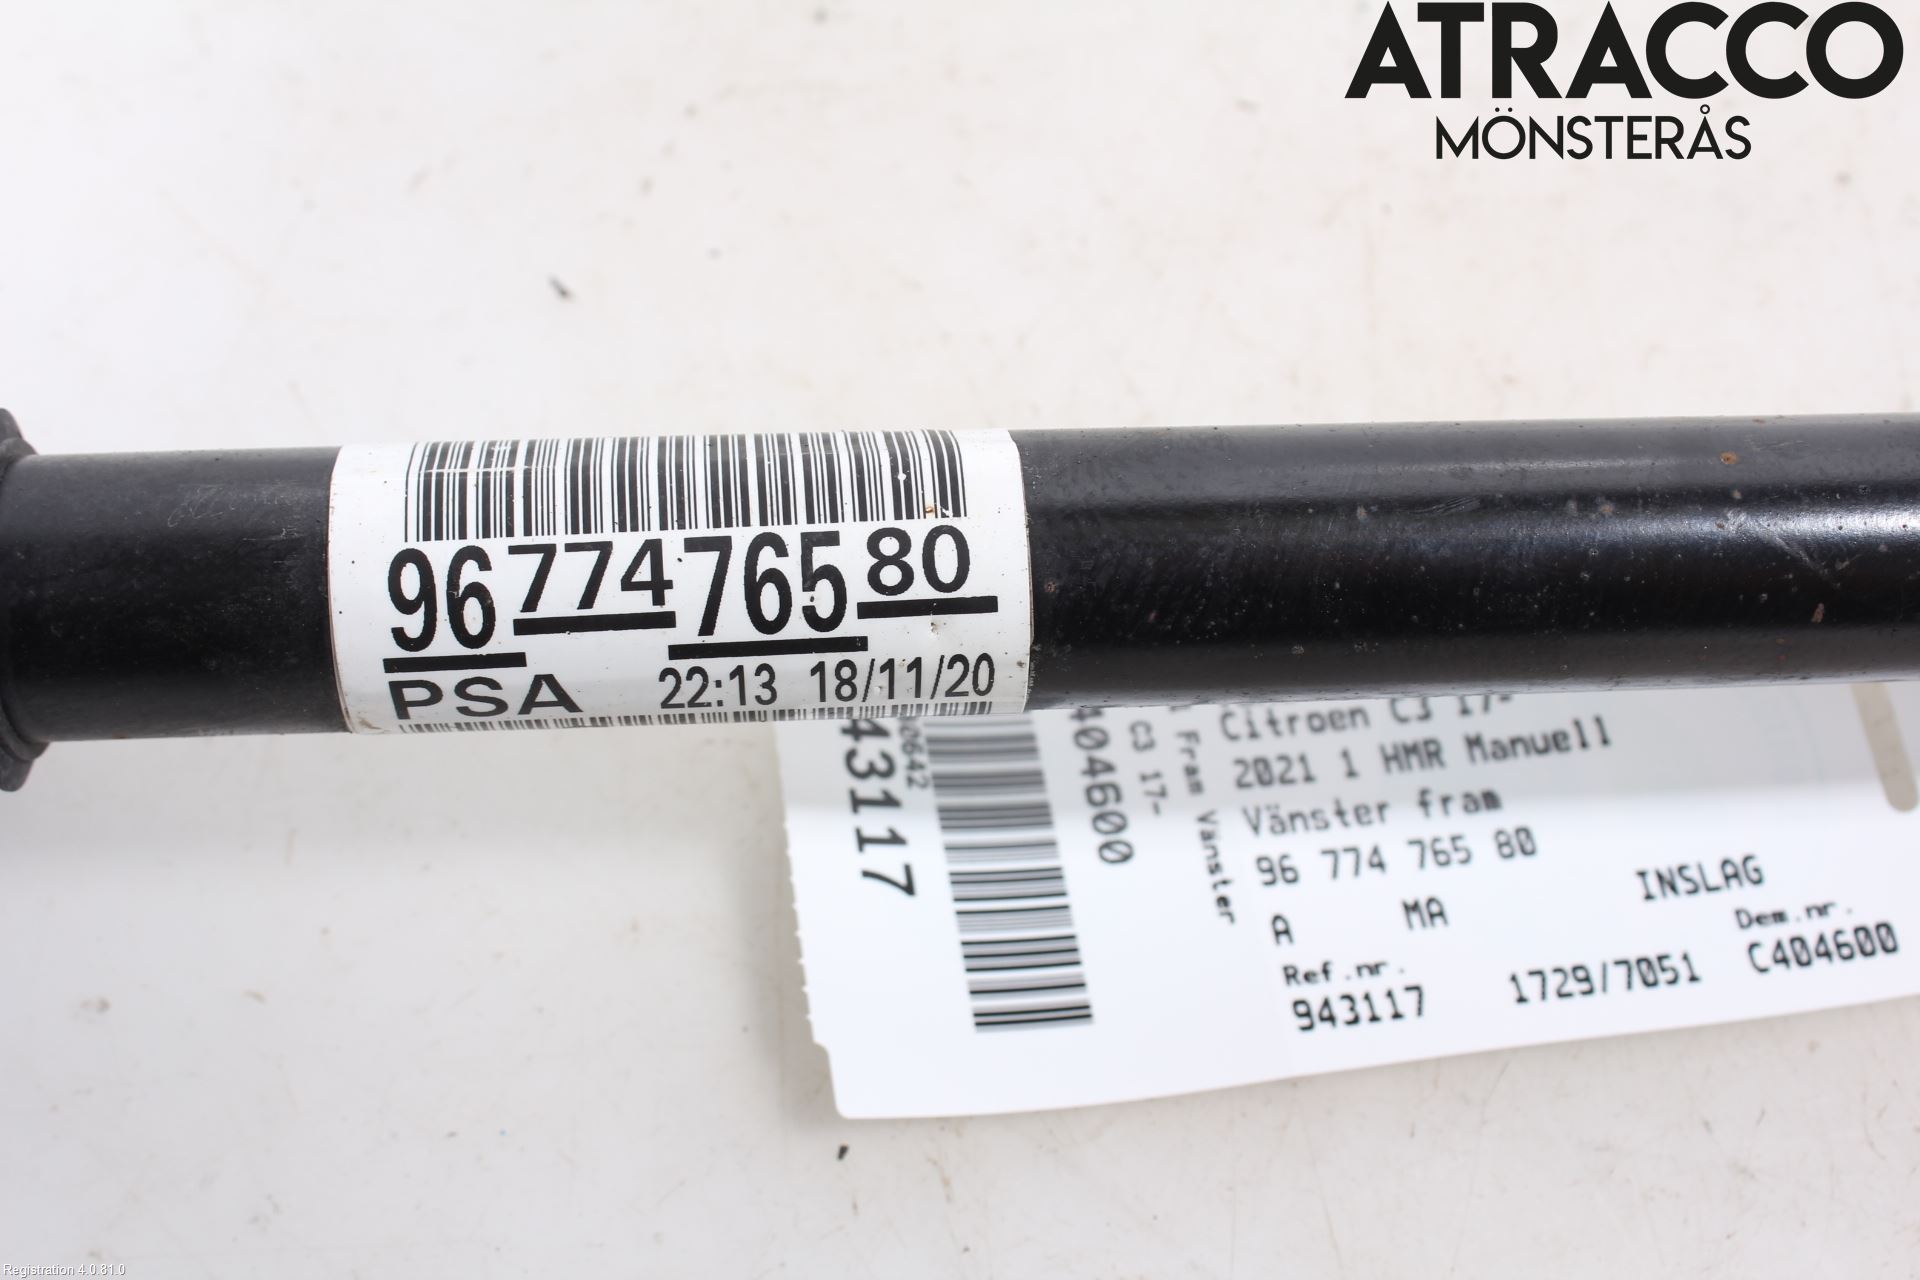 ATRACCO
MÖNSTERÅS
96 774 765 80
PSA 22:13 18/11/20
43117
0642
404600
C3 17-
Fram Vänster
Citroen C3 17-
2021 1 HMR Manuell
Vänster fram
96 774 765 80
INSLAG
A MA
Dem.nr.
Ref.nr.
943117 1729/7051 C404600
Registration 4.0.81.0